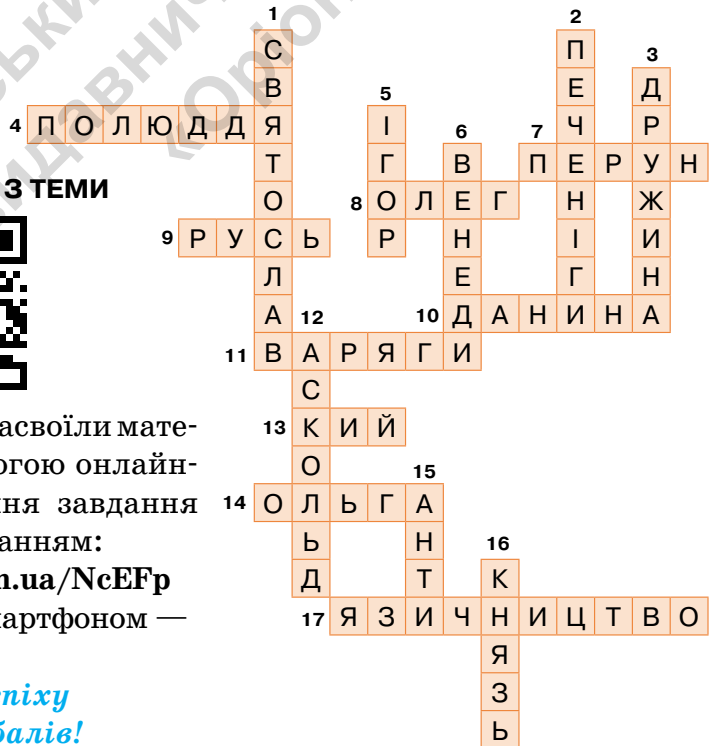 «Оріон
1 СВЯТОСЛАВ
2 ПЕЧЕНІГИ
3 ДРУЖИНА
4 ПОЛЮДДЯ
5 ІГОР
6 ВЕНЕДИ
7 ПЕРУН
8 ОЛЕГ
З ТЕМИ
9 РУСЬ
10 ДАНИНА
11 ВАРЯГИ
12 АСКОЛЬД
13 КИЙ
14 ОЛЬГА
15 АНТИ
16 КНЯЗЬ
17 ЯЗИЧНИЦТВО
асвоїли мате-
огою онлайн-
ня завдання
анням:
n.ua/NcEFp
артфоном —
піху
балів!